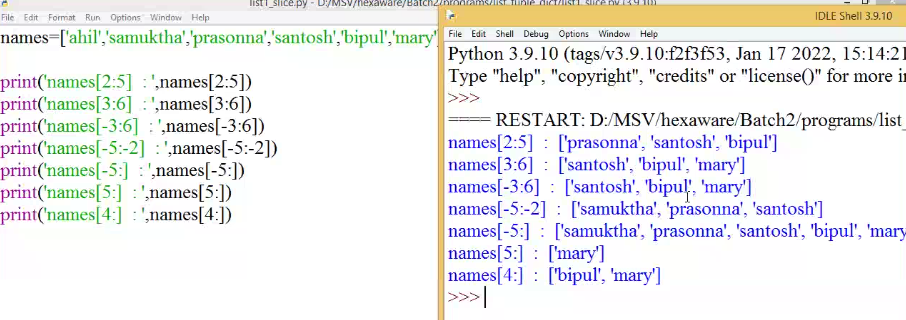 list1_slice.py - D:/MSV/hexaware/Batch2/programs/list_tuple_dict/list1_slice.py (3.9.10)
File Edit Format Run Options Window Help
names=['ahil','samuktha','prasonna','santosh','bipul','mary'
print('names[2:5]  : ',names[2:5])
print('names[3:6]  : ',names[3:6])
print('names[-3:6]  : ',names[-3:6])
print('names[-5:-2]  : ',names[-5:-2])
print('names[-5:]  : ',names[-5:])
print('names[5:]  : ',names[5:])
print('names[4:]  : ',names[4:])
IDLE Shell 3.9.10
File Edit Shell Debug Options Window Help
Python 3.9.10 (tags/v3.9.10:f2f3f53, Jan 17 2022, 15:14:21
Type "help", "copyright", "credits" or "license()" for more in
>>>
==== RESTART: D:/MSV/hexaware/Batch2/programs/list_
names[2:5]  :  ['prasonna', 'santosh', 'bipul']
names[3:6]  :  ['santosh', 'bipul', 'mary']
names[-3:6]  :  ['santosh', 'bipul', 'mary']
names[-5:-2]  :  ['samuktha', 'prasonna', 'santosh']
names[-5:]  :  ['samuktha', 'prasonna', 'santosh', 'bipul', 'mary
names[5:]  :  ['mary']
names[4:]  :  ['bipul', 'mary']
>>>